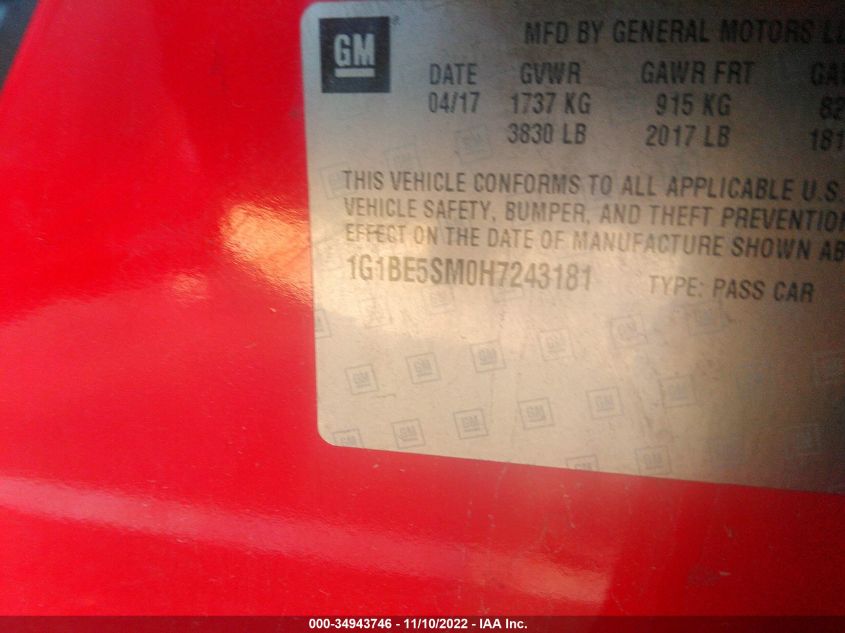 GM
MFD BY GENERAL MOTORS
DATE GVWR GAWR FRT
04/17 1737 KG 915 KG
3830 LB 2017 LB
THIS VEHICLE CONFORMS TO ALL APPLICABLE U.S.
VEHICLE SAFETY, BUMPER, AND THEFT PREVENTION
EFFECT ON THE DATE OF MANUFACTURE SHOWN AB
1G1BE5SM0H7243181 TYPE: PASS CAR
000-34943746 - 11/10/2022 - IAA Inc.